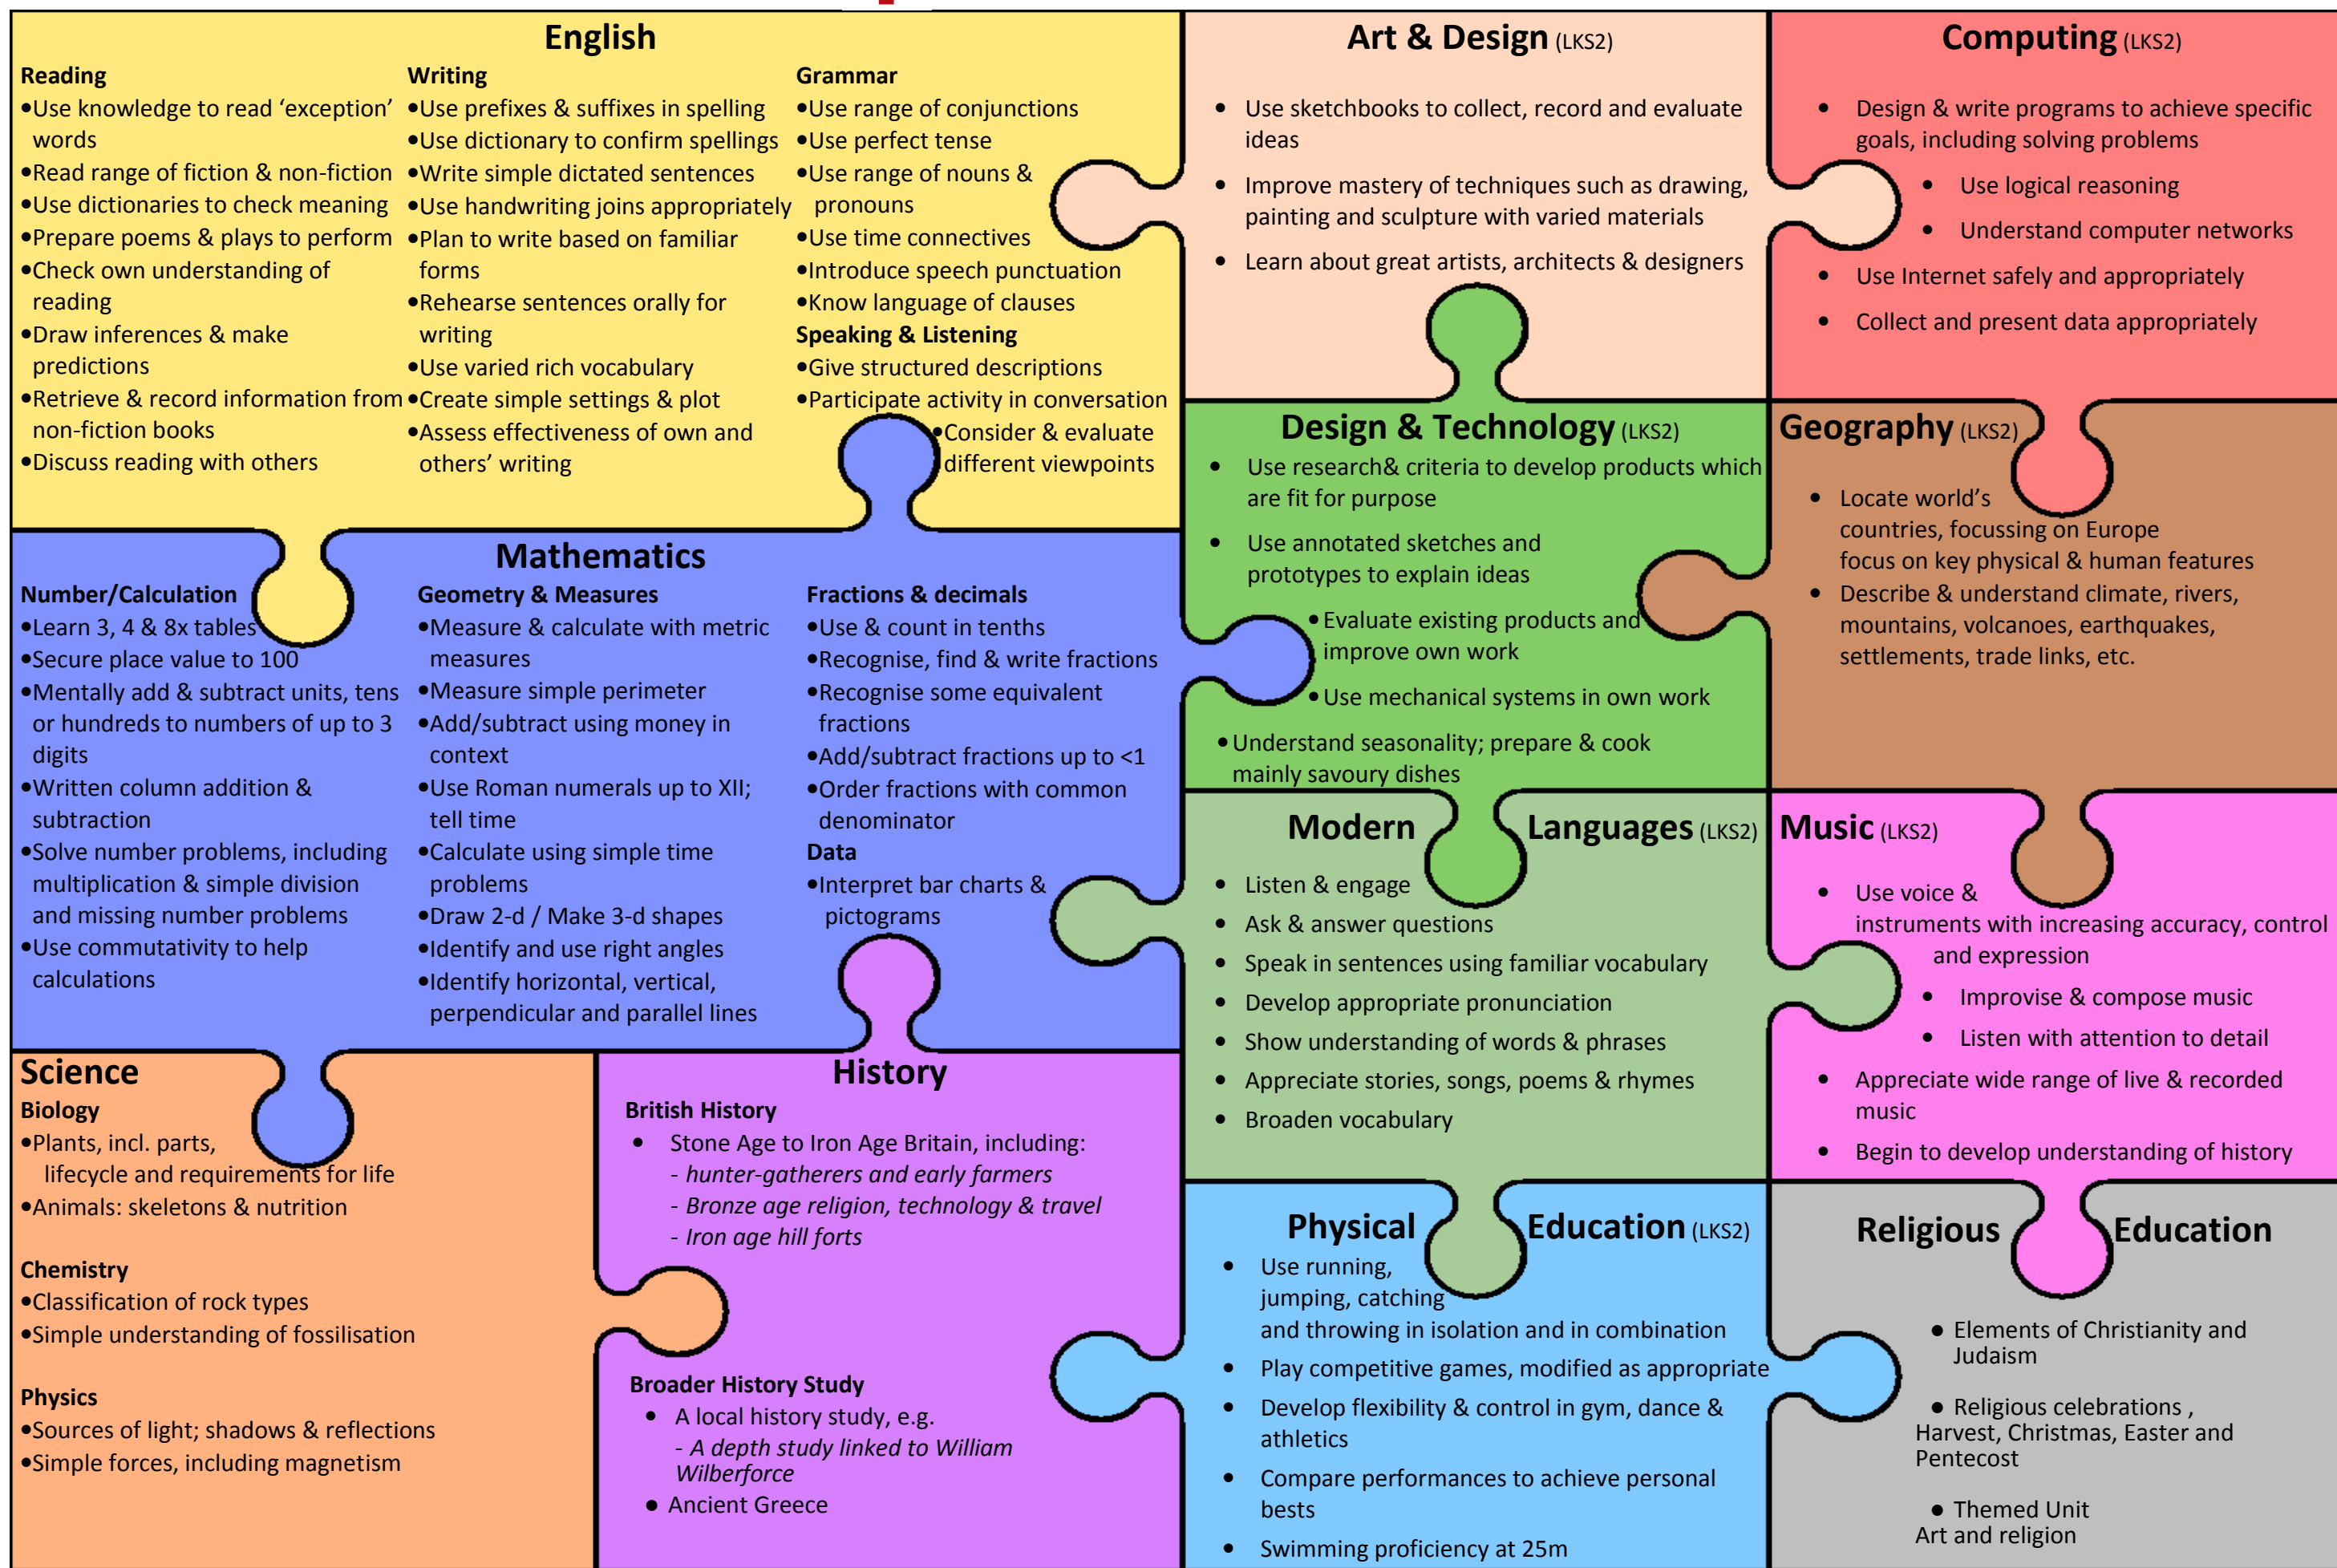 English
Reading
•Use knowledge to read ‘exception’
words
•Read range of fiction & non-fiction
•Use dictionaries to check meaning
•Prepare poems & plays to perform
•Check own understanding of
reading
•Draw inferences & make
predictions
•Retrieve & record information from
non-fiction books
•Discuss reading with others
Writing
•Use prefixes & suffixes in spelling
•Use dictionary to confirm spellings
•Write simple dictated sentences
•Use handwriting joins appropriately
•Plan to write based on familiar
forms
•Rehearse sentences orally for
writing
•Use varied rich vocabulary
•Create simple settings & plot
•Assess effectiveness of own and
others’ writing
Grammar
•Use range of conjunctions
•Use perfect tense
•Use range of nouns &
pronouns
•Use time connectives
•Introduce speech punctuation
•Know language of clauses
Speaking & Listening
•Give structured descriptions
•Participate activity in conversation
•Consider & evaluate
different viewpoints
Art & Design (LKS2)
• Use sketchbooks to collect, record and evaluate
ideas
• Improve mastery of techniques such as drawing,
painting and sculpture with varied materials
• Learn about great artists, architects & designers
Computing (LKS2)
• Design & write programs to achieve specific
goals, including solving problems
• Use logical reasoning
• Understand computer networks
• Use Internet safely and appropriately
• Collect and present data appropriately
Mathematics
Number/Calculation
•Learn 3, 4 & 8x tables
•Secure place value to 100
•Mentally add & subtract units, tens
or hundreds to numbers of up to 3
digits
•Written column addition &
subtraction
•Solve number problems, including
multiplication & simple division
and missing number problems
•Use commutativity to help
calculations
Geometry & Measures
•Measure & calculate with metric
measures
•Measure simple perimeter
•Add/subtract using money in
context
•Use Roman numerals up to XII;
tell time
•Calculate using simple time
problems
•Draw 2-d / Make 3-d shapes
•Identify and use right angles
•Identify horizontal, vertical,
perpendicular and parallel lines
Fractions & decimals
•Use & count in tenths
•Recognise, find & write fractions
•Recognise some equivalent
fractions
•Add/subtract fractions up to <1
•Order fractions with common
denominator
Data
•Interpret bar charts &
pictograms
Design & Technology (LKS2)
• Use research& criteria to develop products which
are fit for purpose
• Use annotated sketches and
prototypes to explain ideas
• Evaluate existing products and
improve own work
• Use mechanical systems in own work
• Understand seasonality; prepare & cook
mainly savoury dishes
Geography (LKS2)
• Locate world’s
countries, focussing on Europe
focus on key physical & human features
• Describe & understand climate, rivers,
mountains, volcanoes, earthquakes,
settlements, trade links, etc.
Modern Languages (LKS2)
• Listen & engage
• Ask & answer questions
• Speak in sentences using familiar vocabulary
• Develop appropriate pronunciation
• Show understanding of words & phrases
• Appreciate stories, songs, poems & rhymes
• Broaden vocabulary
Music (LKS2)
• Use voice &
instruments with increasing accuracy, control
and expression
• Improvise & compose music
• Listen with attention to detail
• Appreciate wide range of live & recorded
music
• Begin to develop understanding of history
Science
Biology
•Plants, incl. parts,
lifecycle and requirements for life
•Animals: skeletons & nutrition
Chemistry
•Classification of rock types
•Simple understanding of fossilisation
Physics
•Sources of light; shadows & reflections
•Simple forces, including magnetism
History
British History
• Stone Age to Iron Age Britain, including:
- hunter-gatherers and early farmers
- Bronze age religion, technology & travel
- Iron age hill forts
Broader History Study
• A local history study, e.g.
- A depth study linked to William
Wilberforce
• Ancient Greece
Physical Education (LKS2)
• Use running,
jumping, catching
and throwing in isolation and in combination
• Play competitive games, modified as appropriate
• Develop flexibility & control in gym, dance &
athletics
• Compare performances to achieve personal
bests
• Swimming proficiency at 25m
Religious Education
• Elements of Christianity and
Judaism
• Religious celebrations ,
Harvest, Christmas, Easter and
Pentecost
• Themed Unit
Art and religion